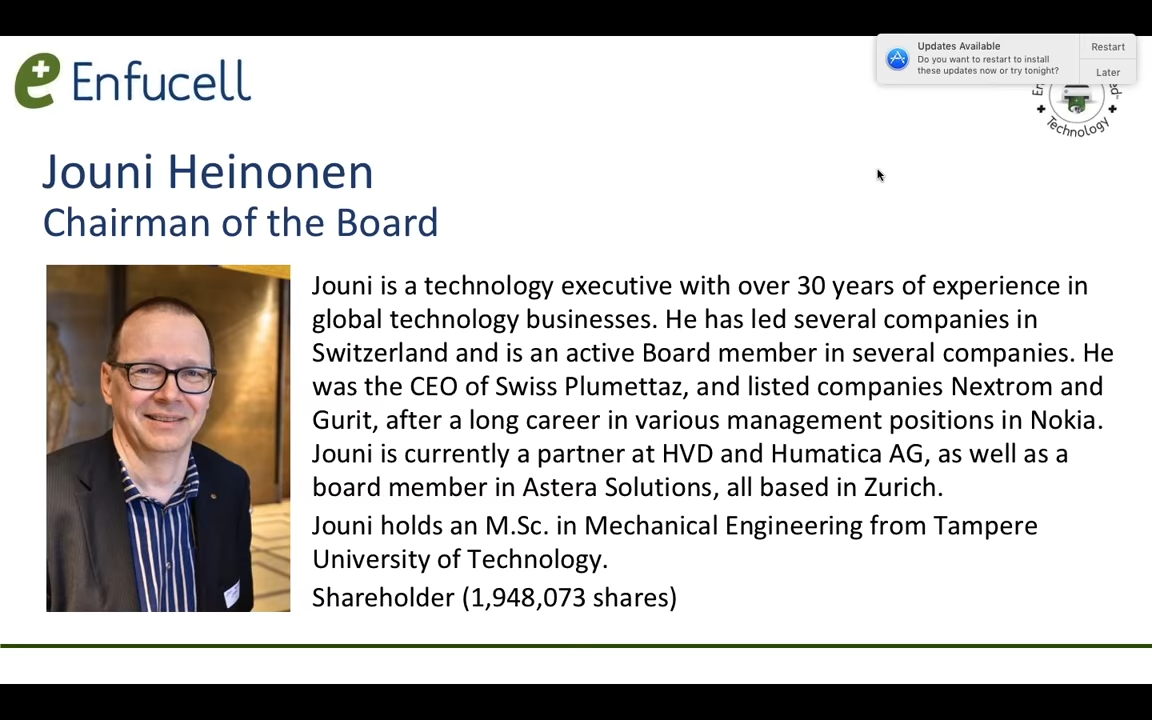 Enfucell
Updates Available
Do you want to restart to install
these updates now or try tonight?
Restart
Later
Technology
Jouni Heinonen
Chairman of the Board
Jouni is a technology executive with over 30 years of experience in
global technology businesses. He has led several companies in
Switzerland and is an active Board member in several companies. He
was the CEO of Swiss Plumettaz, and listed companies Nextrom and
Gurit, after a long career in various management positions in Nokia.
Jouni is currently a partner at HVD and Humatica AG, as well as a
board member in Astera Solutions, all based in Zurich.
Jouni holds an M.Sc. in Mechanical Engineering from Tampere
University of Technology.
Shareholder (1,948,073 shares)